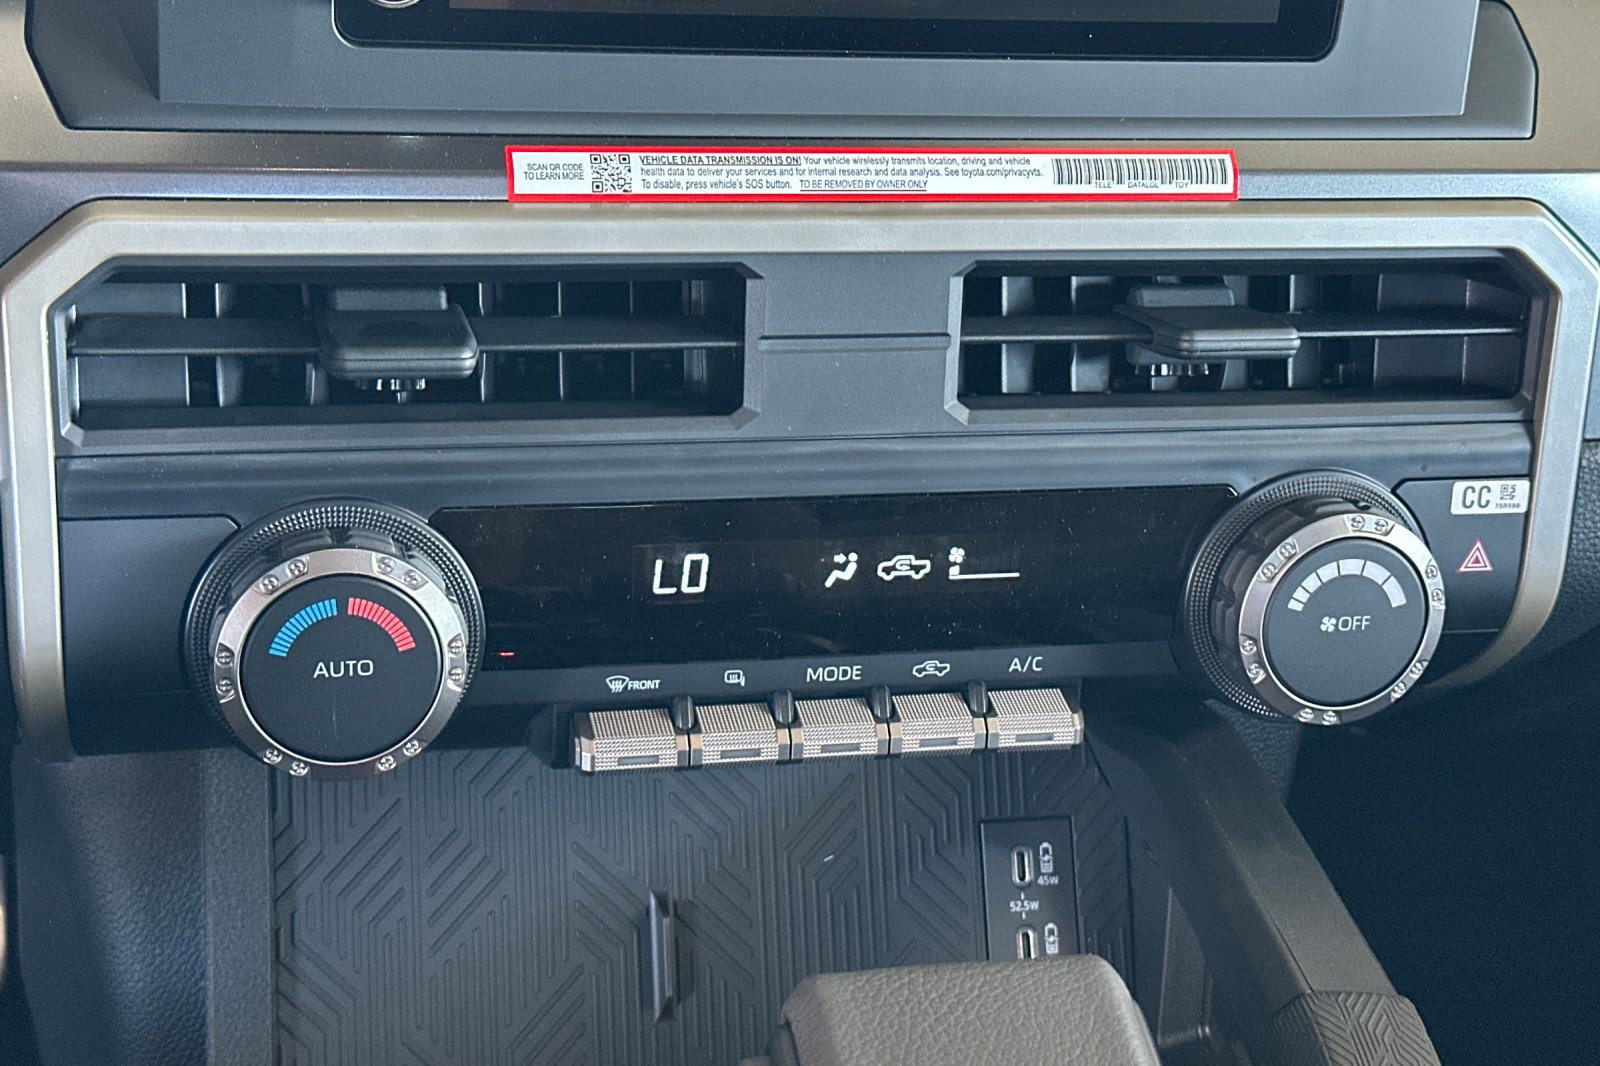 SCAN QR CODE
TO LEARN MORE
VEHICLE DATA TRANSMISSION IS ON! Your vehicle wirelessly transmits location, driving and vehicle
health data to deliver your services and for internal research and data analysis. See toyota.com/privacyvts.
To disable, press vehicle's SOS button. TO BE REMOVED BY OWNER ONLY
TELE DATALGL TOY
CC
LO
AUTO
OFF
FRONT
MODE
A/C
45W
52.5W